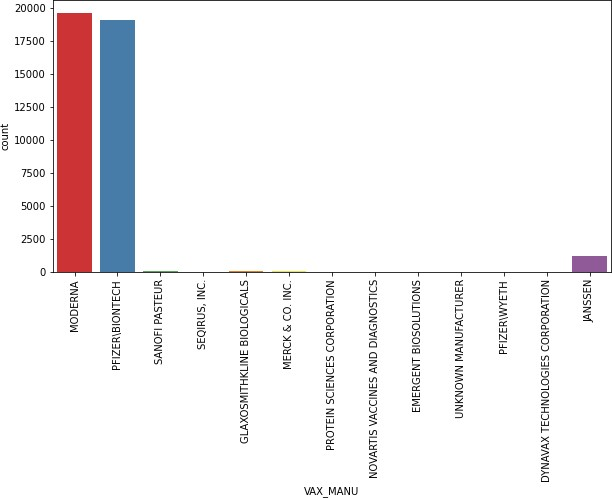 20000
17500
15000
12500
10000
7500
5000
2500
0
count
MODERNA
PFIZER\BIONTECH
SANOFI PASTEUR
SEQIRUS, INC.
GLAXOSMITHKLINE BIOLOGICALS
MERCK & CO. INC.
PROTEIN SCIENCES CORPORATION
NOVARTIS VACCINES AND DIAGNOSTICS
EMERGENT BIOSOLUTIONS
UNKNOWN MANUFACTURER
PFIZER\WYETH
DYNAVAX TECHNOLOGIES CORPORATION
JANSSEN
VAX_MANU